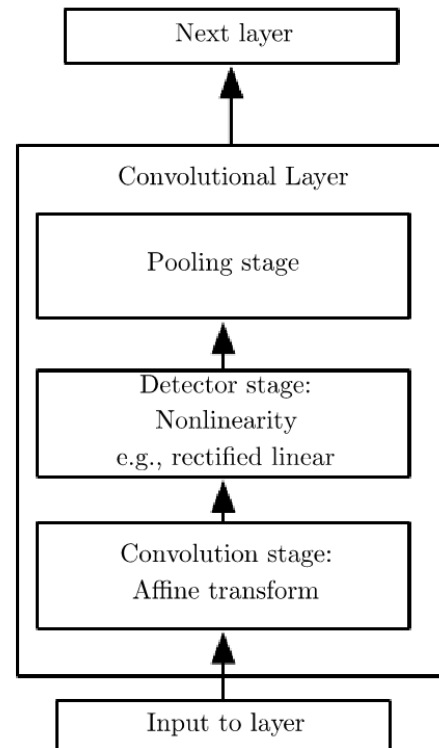 Next layer
Convolutional Layer
Pooling stage
Detector stage:
Nonlinearity
e.g., rectified linear
Convolution stage:
Affine transform
Input to layer